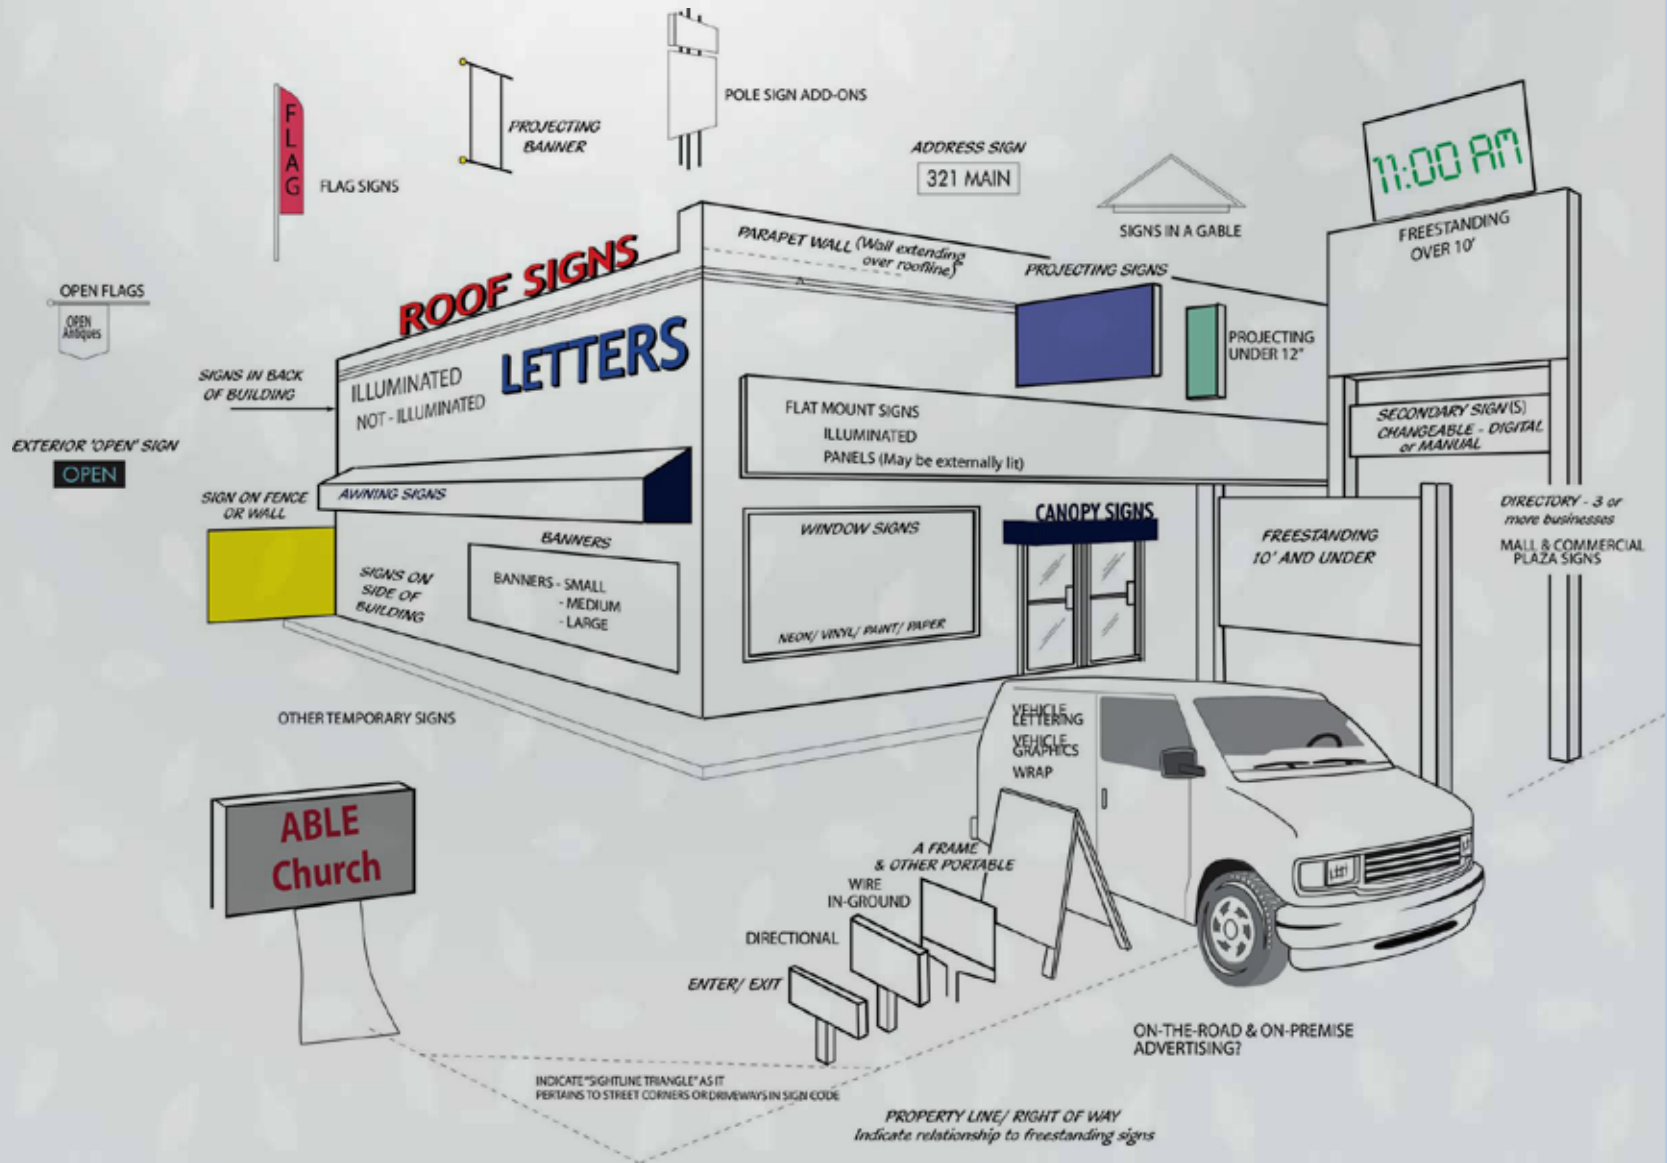 POLE SIGN ADD-ONS
FLAG
FLAG SIGNS
PROJECTING
BANNER
ADDRESS SIGN
321 MAIN
SIGNS IN A GABLE
11:00 AM
FREESTANDING
OVER 10'
OPEN FLAGS
OPEN
Antiques
ROOF SIGNS
PARAPET WALL (Wall extending
over roofline)
PROJECTING SIGNS
PROJECTING
UNDER 12"
SIGNS IN BACK
OF BUILDING
ILLUMINATED
NOT - ILLUMINATED
LETTERS
FLAT MOUNT SIGNS
ILLUMINATED
PANELS (May be externally lit)
SECONDARY SIGN(S)
CHANGEABLE - DIGITAL
or MANUAL
EXTERIOR 'OPEN' SIGN
OPEN
AWNING SIGNS
SIGN ON FENCE
OR WALL
CANOPY SIGNS
DIRECTORY - 3 or
more businesses
MALL & COMMERCIAL
PLAZA SIGNS
BANNERS
BANNERS - SMALL
- MEDIUM
- LARGE
SIGNS ON
SIDE OF
BUILDING
WINDOW SIGNS
NEON/ VINYL/ PAINT/ PAPER
FREESTANDING
10' AND UNDER
OTHER TEMPORARY SIGNS
VEHICLE
LETTERING
VEHICLE
GRAPHICS
WRAP
ABLE
Church
A FRAME
& OTHER PORTABLE
WIRE
IN-GROUND
DIRECTIONAL
ENTER/ EXIT
ON-THE-ROAD & ON-PREMISE
ADVERTISING?
INDICATE "SIGHTLINE TRIANGLE" AS IT
PERTAINS TO STREET CORNERS OR DRIVEWAYS IN SIGN CODE
PROPERTY LINE/ RIGHT OF WAY
Indicate relationship to freestanding signs